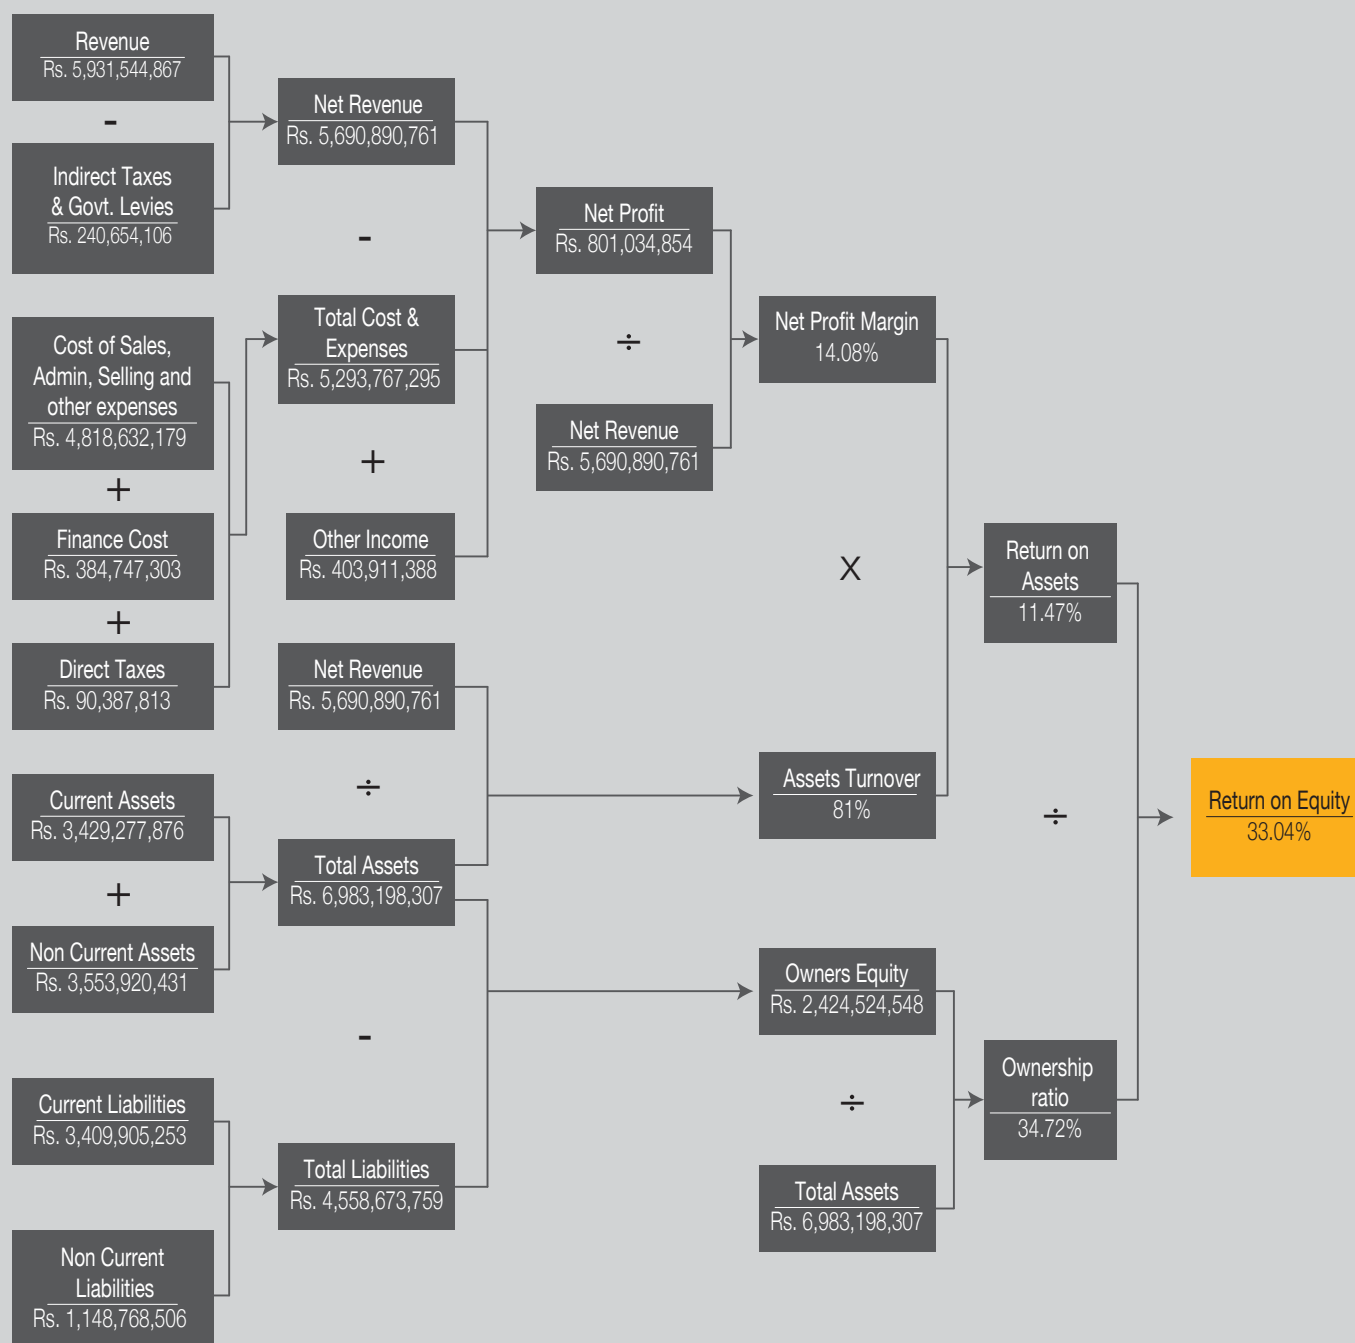 Revenue
Rs. 5,931,544,867
-
Indirect Taxes
& Govt. Levies
Rs. 240,654,106
Cost of Sales,
Admin, Selling and
other expenses
Rs. 4,818,632,179
+
Finance Cost
Rs. 384,747,303
+
Direct Taxes
Rs. 90,387,813
Current Assets
Rs. 3,429,277,876
+
Non Current Assets
Rs. 3,553,920,431
Current Liabilities
Rs. 3,409,905,253
Non Current
Liabilities
Rs. 1,148,768,506
Net Revenue
Rs. 5,690,890,761
-
Total Cost &
Expenses
Rs. 5,293,767,295
+
Other Income
Rs. 403,911,388
Net Revenue
Rs. 5,690,890,761
÷
Total Assets
Rs. 6,983,198,307
-
Total Liabilities
Rs. 4,558,673,759
Net Profit
Rs. 801,034,854
÷
Net Revenue
Rs. 5,690,890,761
Net Profit Margin
14.08%
X
Assets Turnover
81%
Owners Equity
Rs. 2,424,524,548
÷
Total Assets
Rs. 6,983,198,307
Return on
Assets
11.47%
÷
Ownership
ratio
34.72%
Return on Equity
33.04%